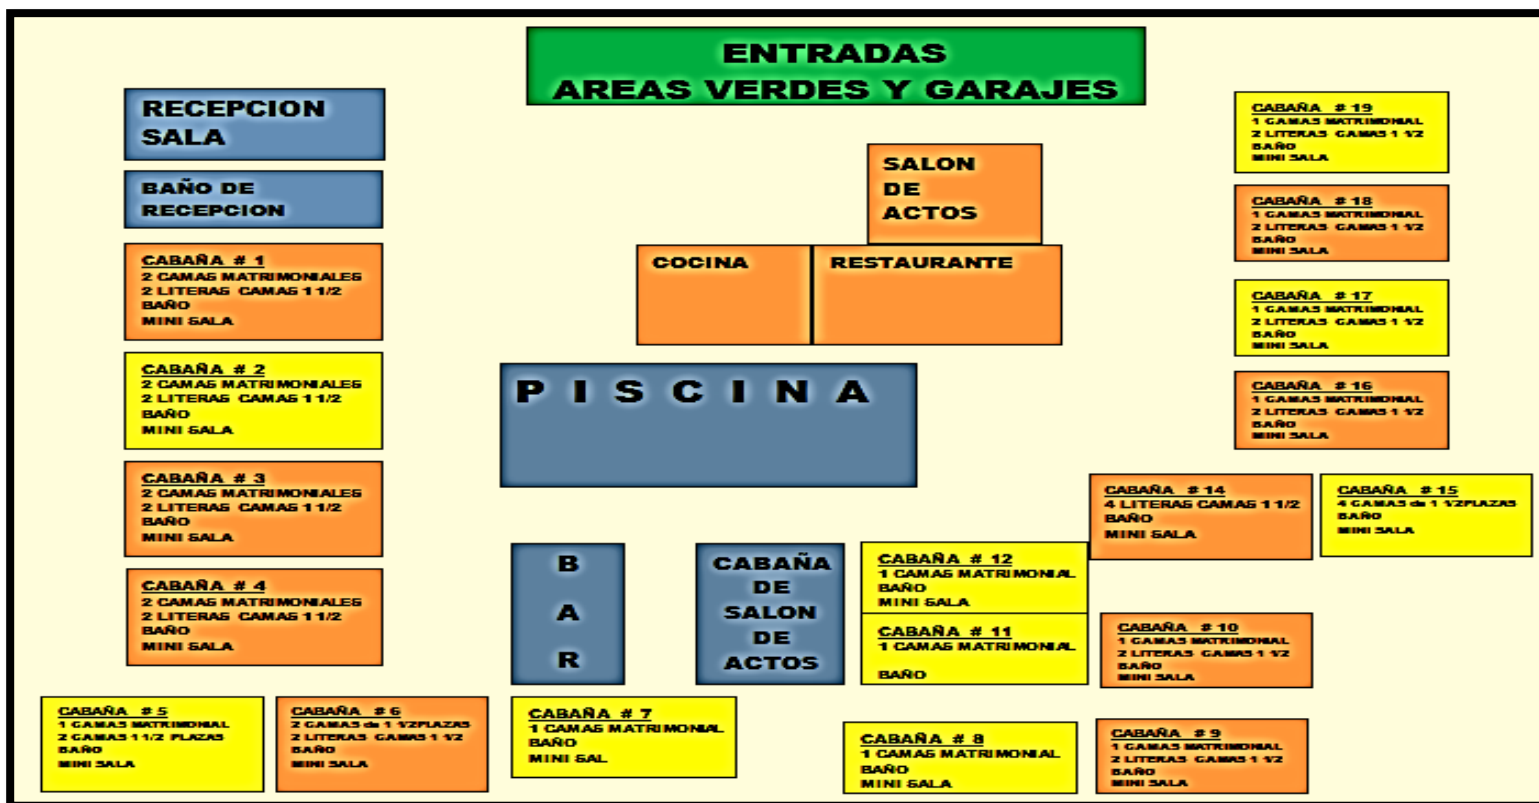 ENTRADAS
AREAS VERDES Y GARAJES
RECEPCION
SALA
BAÑO DE
RECEPCION
CABAÑA # 1
2 CAMAS MATRIMONIALES
2 LITERAS CAMAS 1 1/2
BAÑO
MINI SALA
CABAÑA # 2
2 CAMAS MATRIMONIALES
2 LITERAS CAMAS 1 1/2
BAÑO
MINI SALA
CABAÑA # 3
2 CAMAS MATRIMONIALES
2 LITERAS CAMAS 1 1/2
BAÑO
MINI SALA
CABAÑA # 4
2 CAMAS MATRIMONIALES
2 LITERAS CAMAS 1 1/2
BAÑO
MINI SALA
CABAÑA # 5
1 CAMAS MATRIMONIAL
2 CAMAS 1 1/2 PLAZAS
BAÑO
MINI SALA
CABAÑA # 6
2 CAMAS de 1 1/2PLAZAS
2 LITERAS CAMAS 1 1/2
BAÑO
MINI SALA
CABAÑA # 7
1 CAMAS MATRIMONIAL
BAÑO
MINI SAL
SALON
DE
ACTOS
COCINA
RESTAURANTE
P I S C I N A
B
A
R
CABAÑA
DE
SALON
DE
ACTOS
CABAÑA # 12
1 CAMAS MATRIMONIAL
BAÑO
MINI SALA
CABAÑA # 11
1 CAMAS MATRIMONIAL
BAÑO
CABAÑA # 8
1 CAMAS MATRIMONIAL
BAÑO
MINI SALA
CABAÑA # 9
1 CAMAS MATRIMONIAL
2 LITERAS CAMAS 1 1/2
BAÑO
MINI SALA
CABAÑA # 10
1 CAMAS MATRIMONIAL
2 LITERAS CAMAS 1 1/2
BAÑO
MINI SALA
CABAÑA # 14
4 LITERAS CAMAS 1 1/2
BAÑO
MINI SALA
CABAÑA # 15
4 CAMAS de 1 1/2PLAZAS
BAÑO
MINI SALA
CABAÑA # 19
1 CAMAS MATRIMONIAL
2 LITERAS CAMAS 1 1/2
BAÑO
MINI SALA
CABAÑA # 18
1 CAMAS MATRIMONIAL
2 LITERAS CAMAS 1 1/2
BAÑO
MINI SALA
CABAÑA # 17
1 CAMAS MATRIMONIAL
2 LITERAS CAMAS 1 1/2
BAÑO
MINI SALA
CABAÑA # 16
1 CAMAS MATRIMONIAL
2 LITERAS CAMAS 1 1/2
BAÑO
MINI SALA